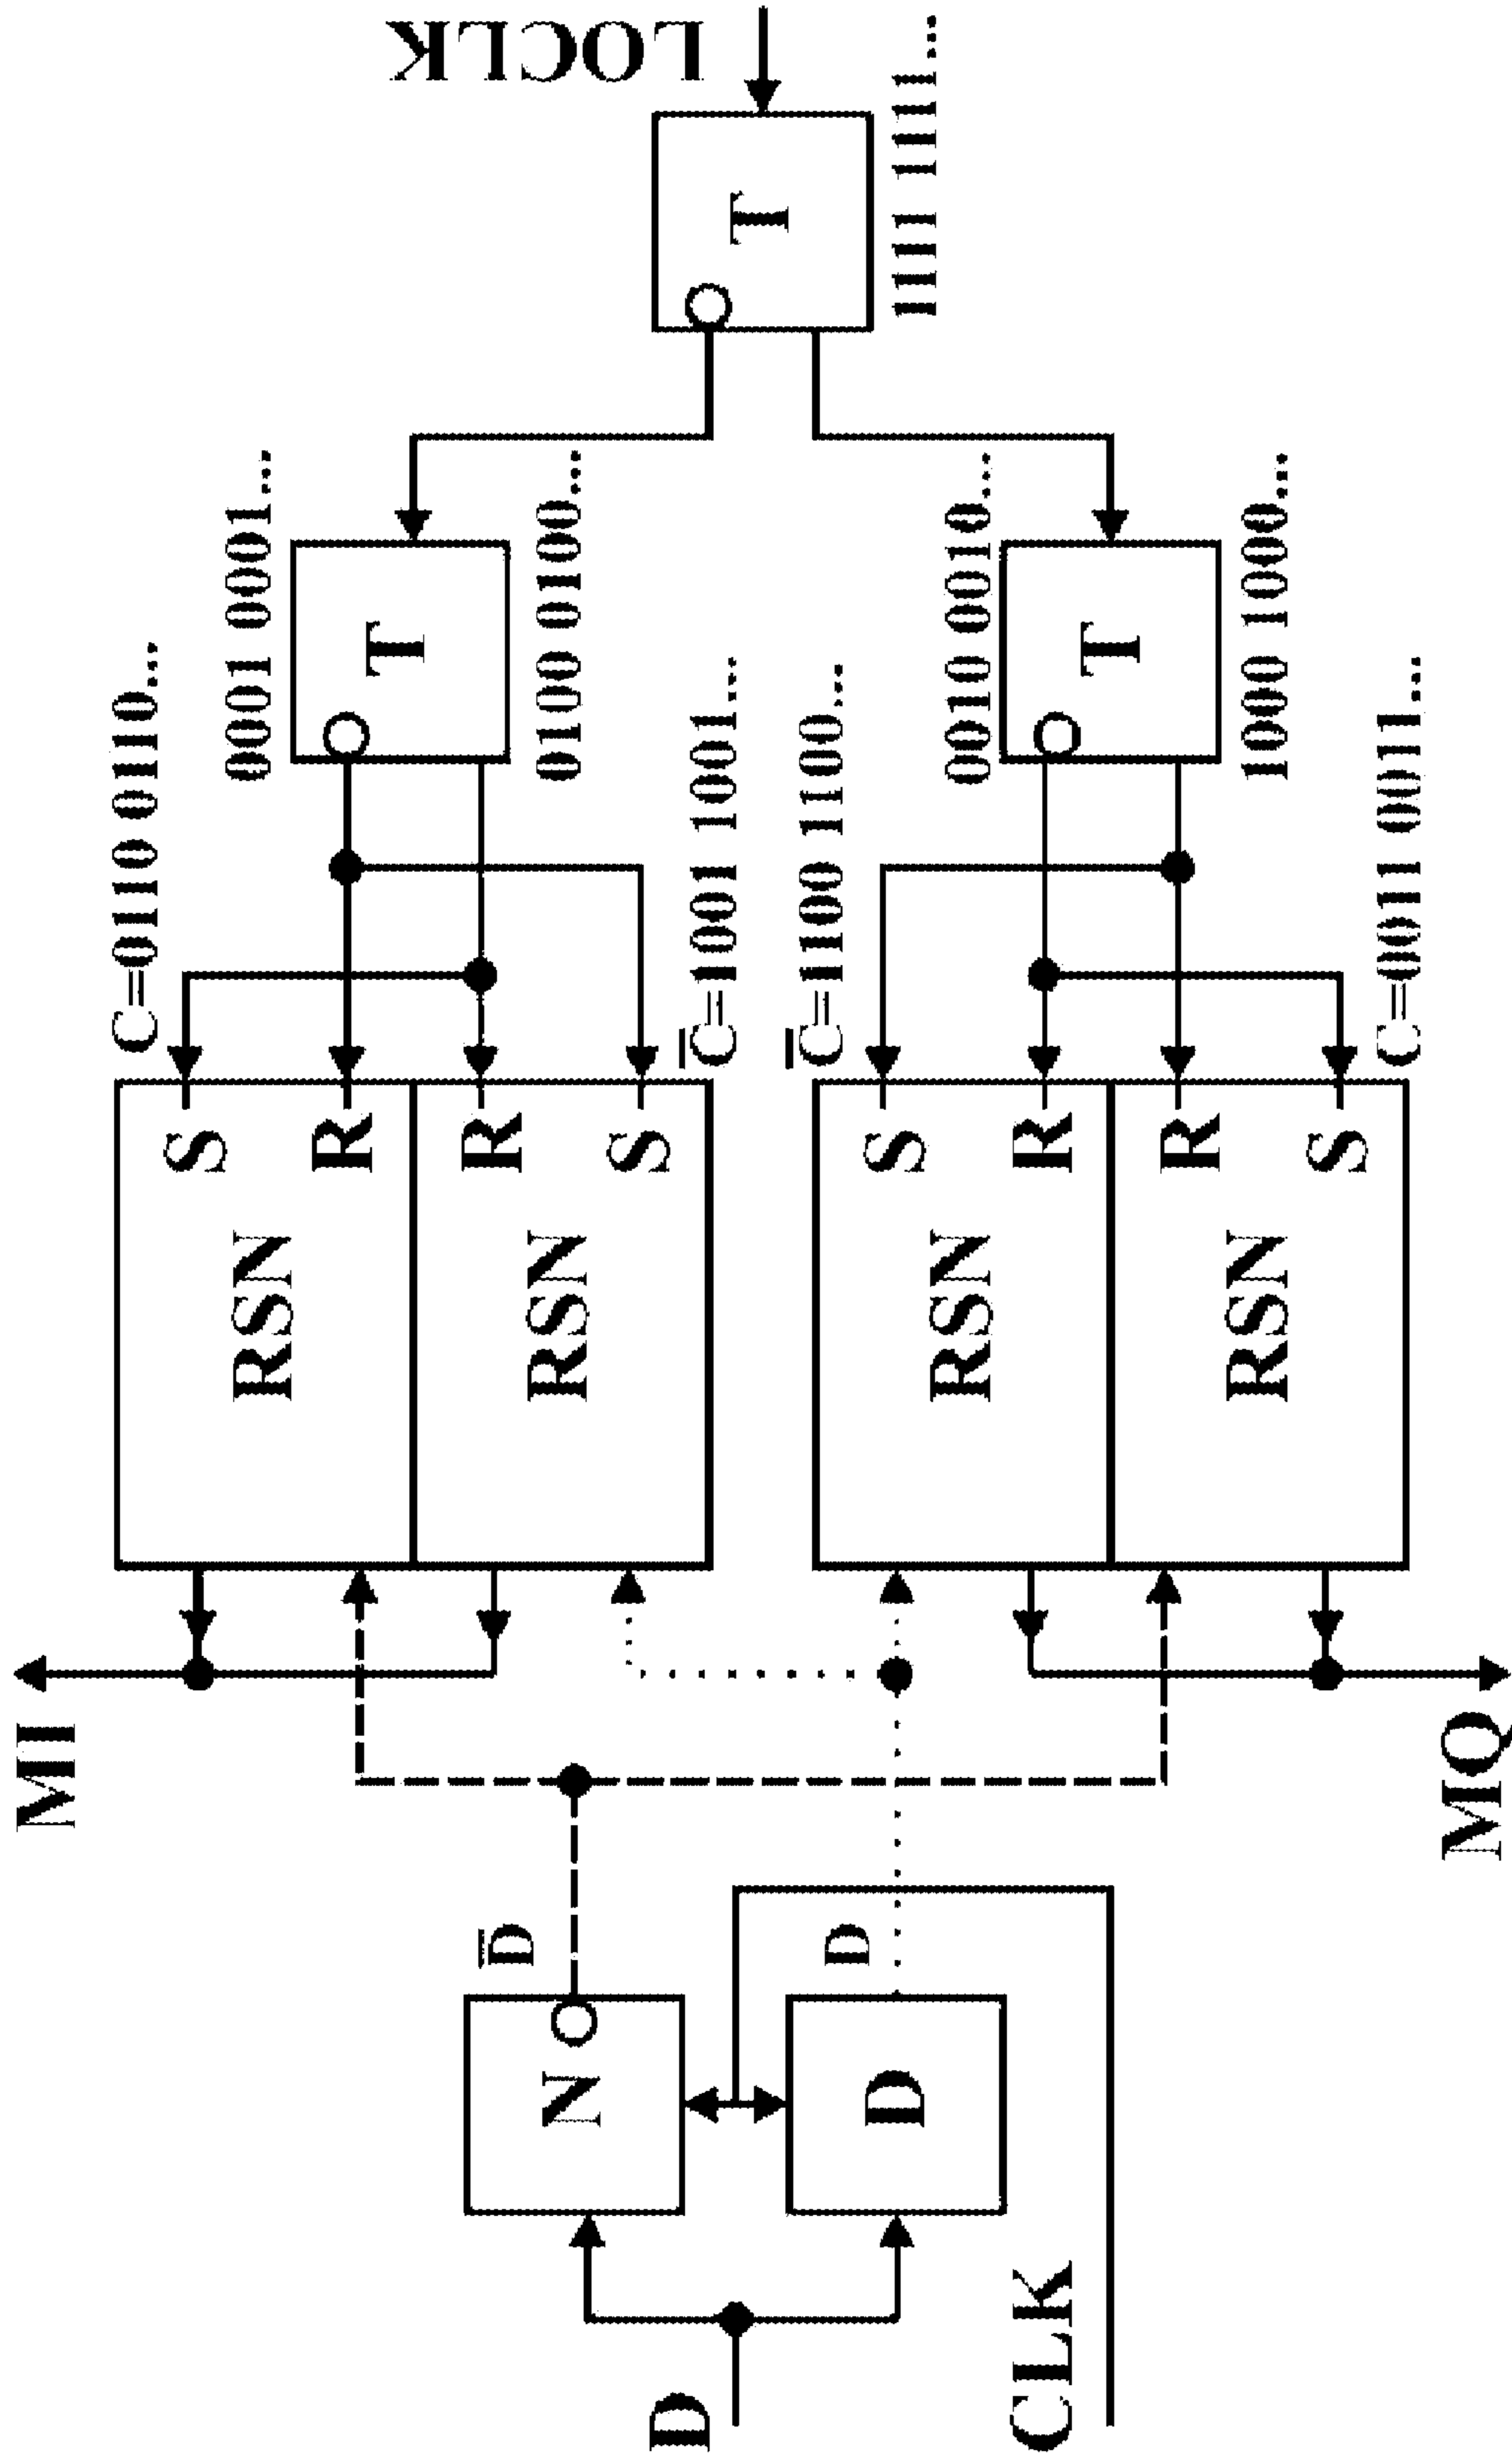 MI
C=0110 0110...
S
0001 0001...
RSN
R
T
R
D̅
RSN
0100 0100...
N
S
LOCLK
D
C̅=1001 1001...
T
C̅=1100 1100...
D
D
S
1111 1111...
RSN
0010 0010...
R
CLK
T
R
RSN
1000 1000...
S
C=0011 0011...
MQ